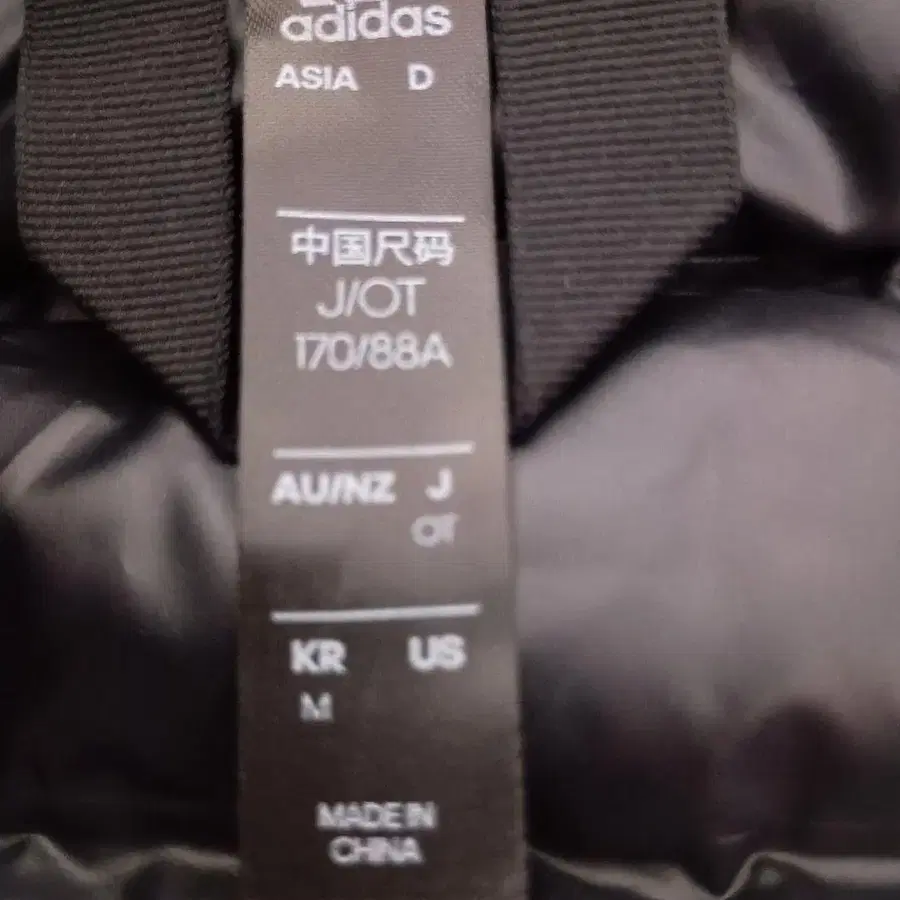 adidas
ASIA D
中国尺码
J/OT
170/88A
AU/NZ J
OT
KR US
M
MADE IN
CHINA